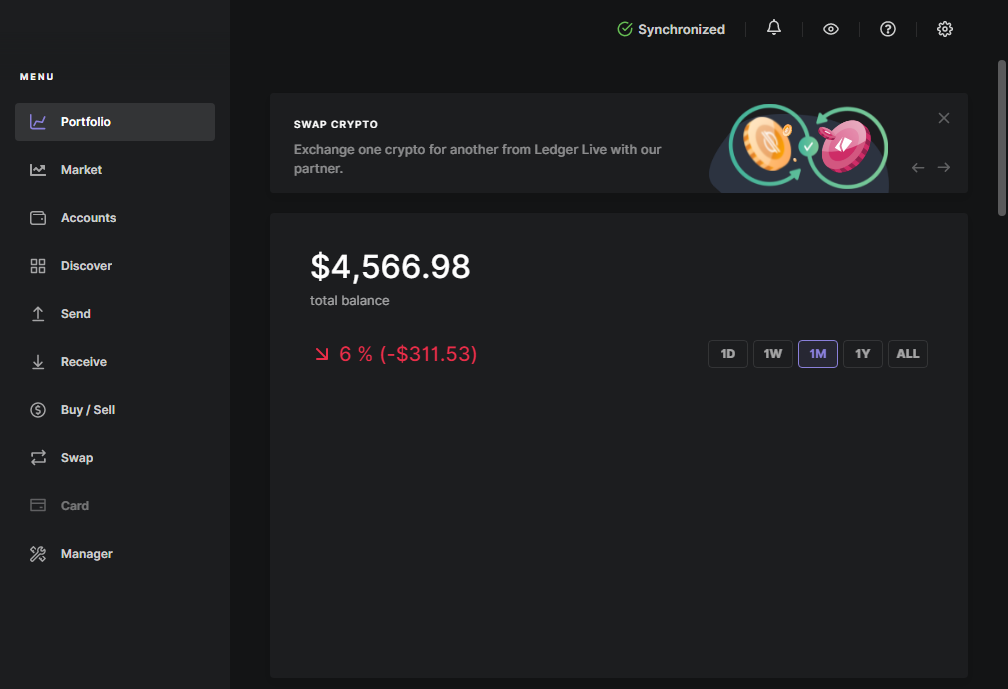 Synchronized
MENU
Portfolio
Market
Accounts
Discover
Send
Receive
Buy / Sell
Swap
Card
Manager
SWAP CRYPTO
Exchange one crypto for another from Ledger Live with our
partner.
$4,566.98
total balance
6 % (-$311.53)
1D 1W 1M 1Y ALL